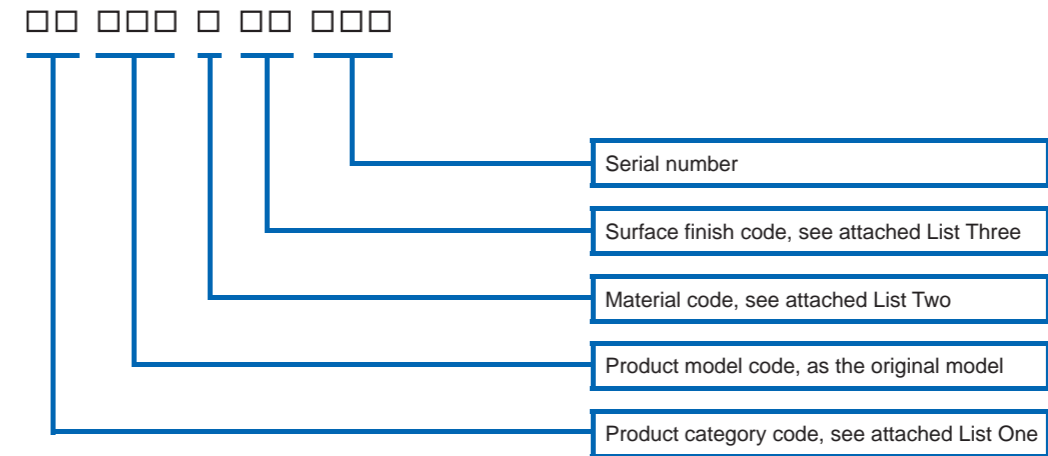 □□ □□□ □ □□ □□□
Serial number
Surface finish code, see attached List Three
Material code, see attached List Two
Product model code, as the original model
Product category code, see attached List One